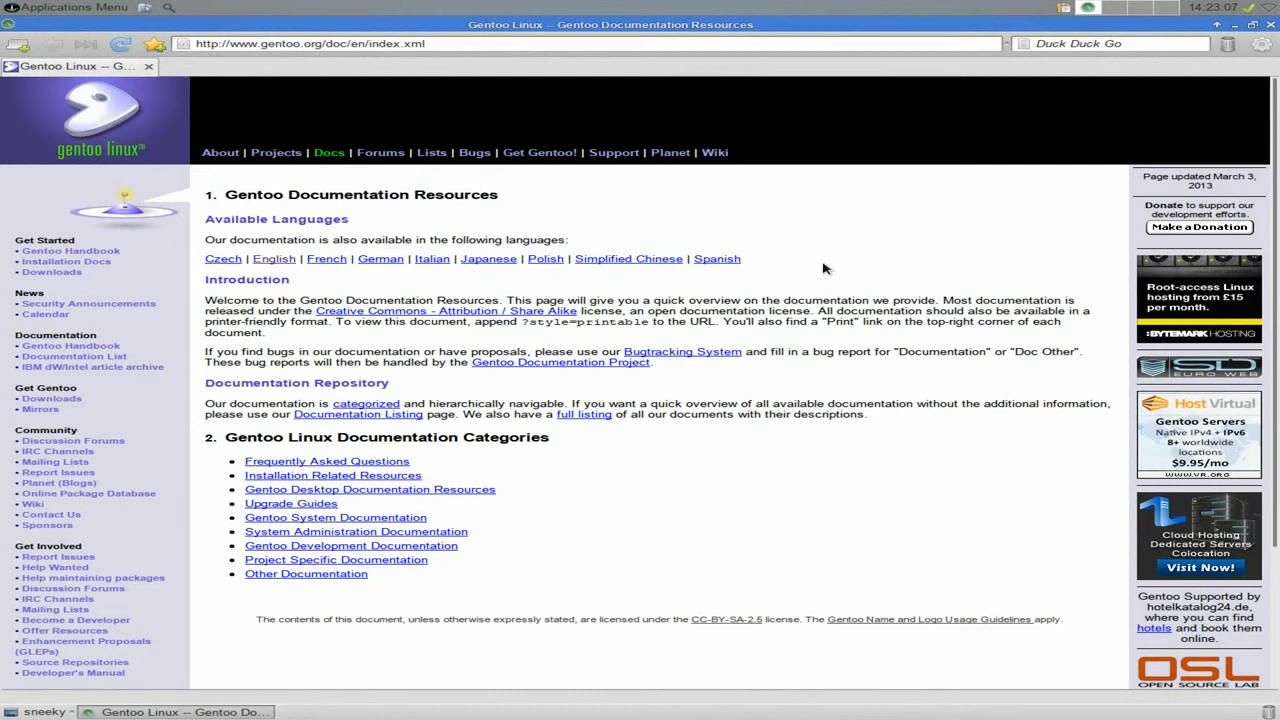 Applications Menu
14:23:07
Gentoo Linux -- Gentoo Documentation Resources
http://www.gentoo.org/doc/en/index.xml
Duck Duck Go
Gentoo Linux -- G...
gentoo linux™
About | Projects | Docs | Forums | Lists | Bugs | Get Gentoo! | Support | Planet | Wiki
Get Started
• Gentoo Handbook
• Installation Docs
• Downloads
News
• Security Announcements
• Calendar
Documentation
• Gentoo Handbook
• Documentation List
• IBM dW/Intel article archive
Get Gentoo
• Downloads
• Mirrors
Community
• Discussion Forums
• IRC Channels
• Mailing Lists
• Report Issues
• Planet (Blogs)
• Online Package Database
• Wiki
• Contact Us
• Sponsors
Get Involved
• Report Issues
• Help Wanted
• Help maintaining packages
• Discussion Forums
• IRC Channels
• Mailing Lists
• Become a Developer
• Offer Resources
• Enhancement Proposals
(GLEPs)
• Source Repositories
• Developer's Manual
1. Gentoo Documentation Resources
Available Languages
Our documentation is also available in the following languages:
Czech | English | French | German | Italian | Japanese | Polish | Simplified Chinese | Spanish
Introduction
Welcome to the Gentoo Documentation Resources. This page will give you a quick overview on the documentation we provide. Most documentation is
released under the Creative Commons - Attribution / Share Alike license, an open documentation license. All documentation should also be available in a
printer-friendly format. To view this document, append ?style=printable to the URL. You'll also find a "Print" link on the top-right corner of each
document.
If you find bugs in our documentation or have proposals, please use our Bugtracking System and fill in a bug report for "Documentation" or "Doc Other".
These bug reports will then be handled by the Gentoo Documentation Project.
Documentation Repository
Our documentation is categorized and hierarchically navigable. If you want a quick overview of all available documentation without the additional information,
please use our Documentation Listing page. We also have a full listing of all our documents with their descriptions.
2. Gentoo Linux Documentation Categories
• Frequently Asked Questions
• Installation Related Resources
• Gentoo Desktop Documentation Resources
• Upgrade Guides
• Gentoo System Documentation
• System Administration Documentation
• Gentoo Development Documentation
• Project Specific Documentation
• Other Documentation
The contents of this document, unless otherwise expressly stated, are licensed under the CC-BY-SA-2.5 license. The Gentoo Name and Logo Usage Guidelines apply.
Page updated March 3,
2013
Donate to support our
development efforts.
Make a Donation
Root-access Linux
hosting from £15
per month.
BYTEMARK HOSTING
SD
EURO WEB
Host Virtual
Gentoo Servers
Native IPv4 + IPv6
8+ worldwide
locations
$9.95/mo
WWW.VR.ORG
Cloud Hosting
Dedicated Servers
Colocation
Visit Now!
Gentoo Supported by
hotelkatalog24.de,
where you can find
hotels and book them
online.
OSL
OPEN SOURCE LAB
sneeky
Gentoo Linux -- Gentoo Do...